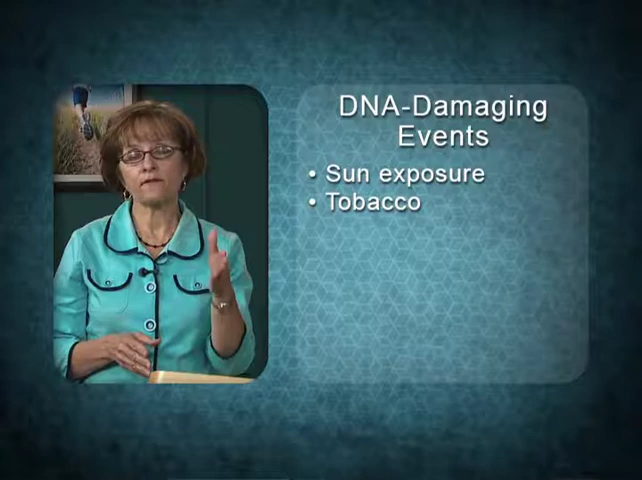 DNA-Damaging
Events
• Sun exposure
• Tobacco